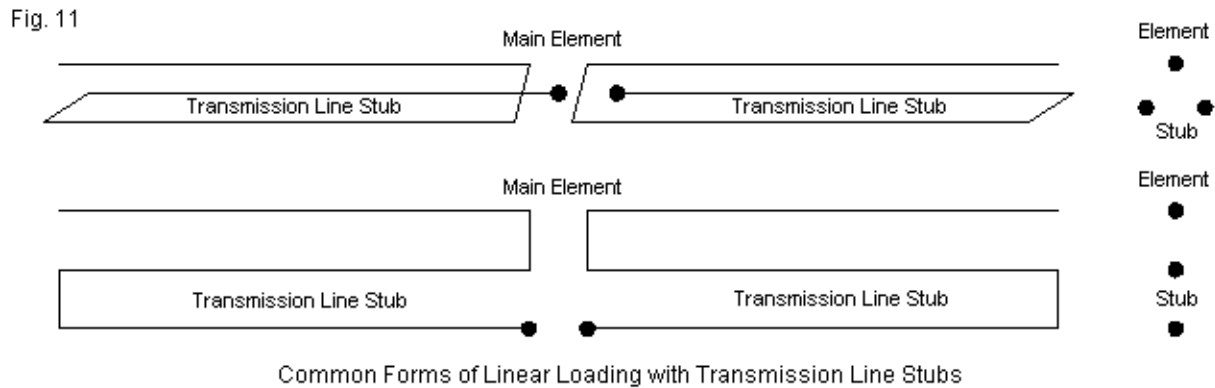 Fig. 11
Main Element
Element
Transmission Line Stub
Transmission Line Stub
Stub
Main Element
Element
Transmission Line Stub
Transmission Line Stub
Stub
Common Forms of Linear Loading with Transmission Line Stubs